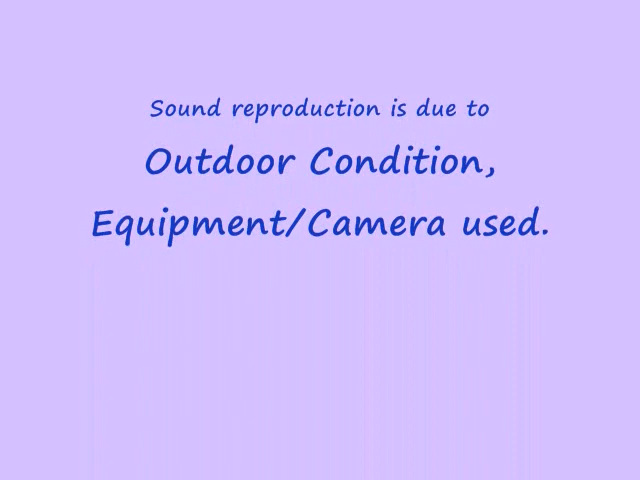 Sound reproduction is due to
Outdoor Condition,
Equipment/Camera used.